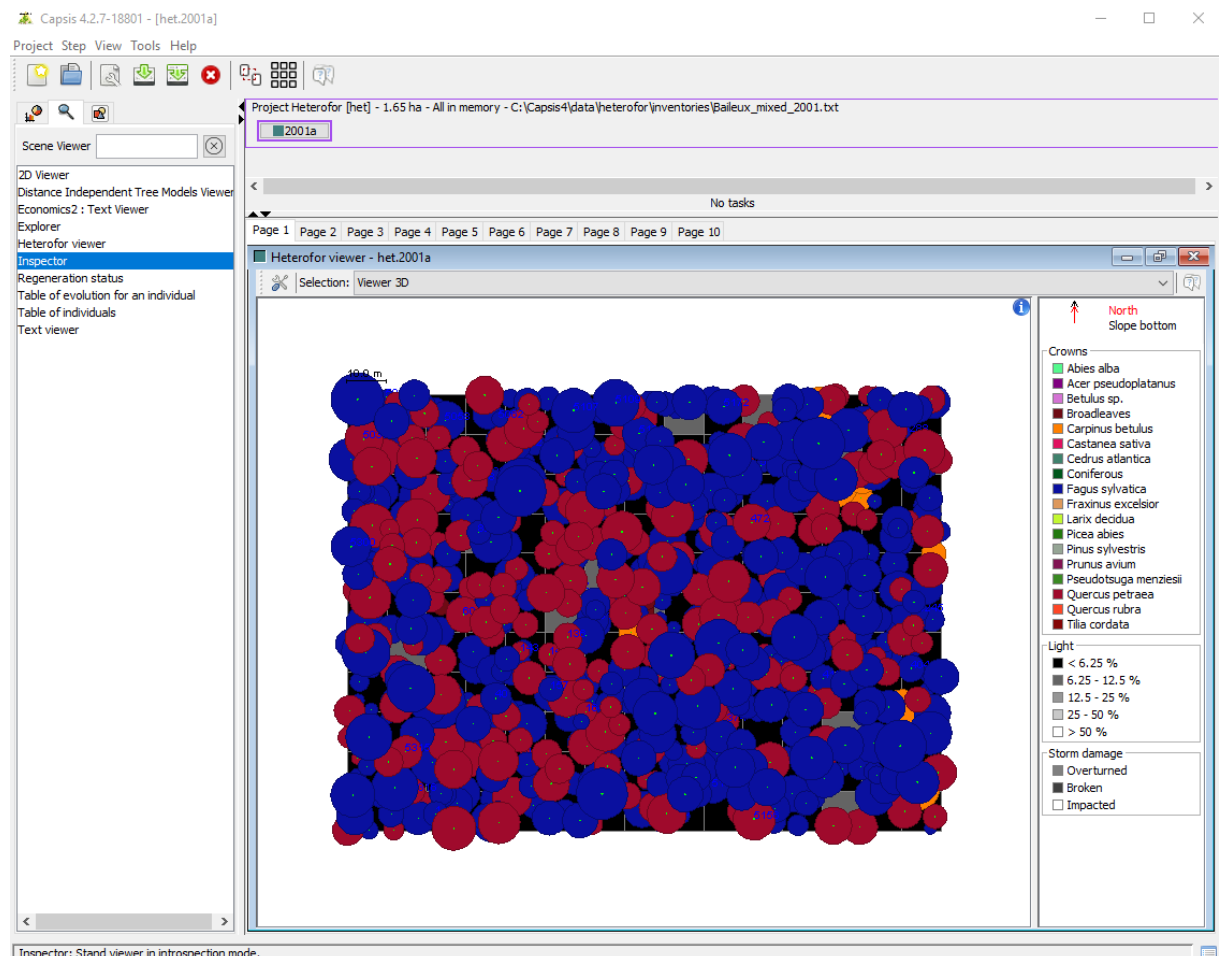 Capsis 4.2.7-18801 - [het.2001a]
Project Step View Tools Help
Project Heterofor [het] - 1.65 ha - All in memory - C:\Capsis4\data\heterofor\inventories\Baileux_mixed_2001.txt
2001a
Scene Viewer
2D Viewer
Distance Independent Tree Models Viewer
Economics2 : Text Viewer
Explorer
Heterofor viewer
Inspector
Regeneration status
Table of evolution for an individual
Table of individuals
Text viewer
No tasks
Page 1 Page 2 Page 3 Page 4 Page 5 Page 6 Page 7 Page 8 Page 9 Page 10
Heterofor viewer - het.2001a
Selection: Viewer 3D
10.0 m
North
Slope bottom
Crowns
Abies alba
Acer pseudoplatanus
Betulus sp.
Broadleaves
Carpinus betulus
Castanea sativa
Cedrus atlantica
Coniferous
Fagus sylvatica
Fraxinus excelsior
Larix decidua
Picea abies
Pinus sylvestris
Prunus avium
Pseudotsuga menziesii
Quercus petraea
Quercus rubra
Tilia cordata
Light
< 6.25 %
6.25 - 12.5 %
12.5 - 25 %
25 - 50 %
> 50 %
Storm damage
Overturned
Broken
Impacted
Inspector: Stand viewer in introspection mode.